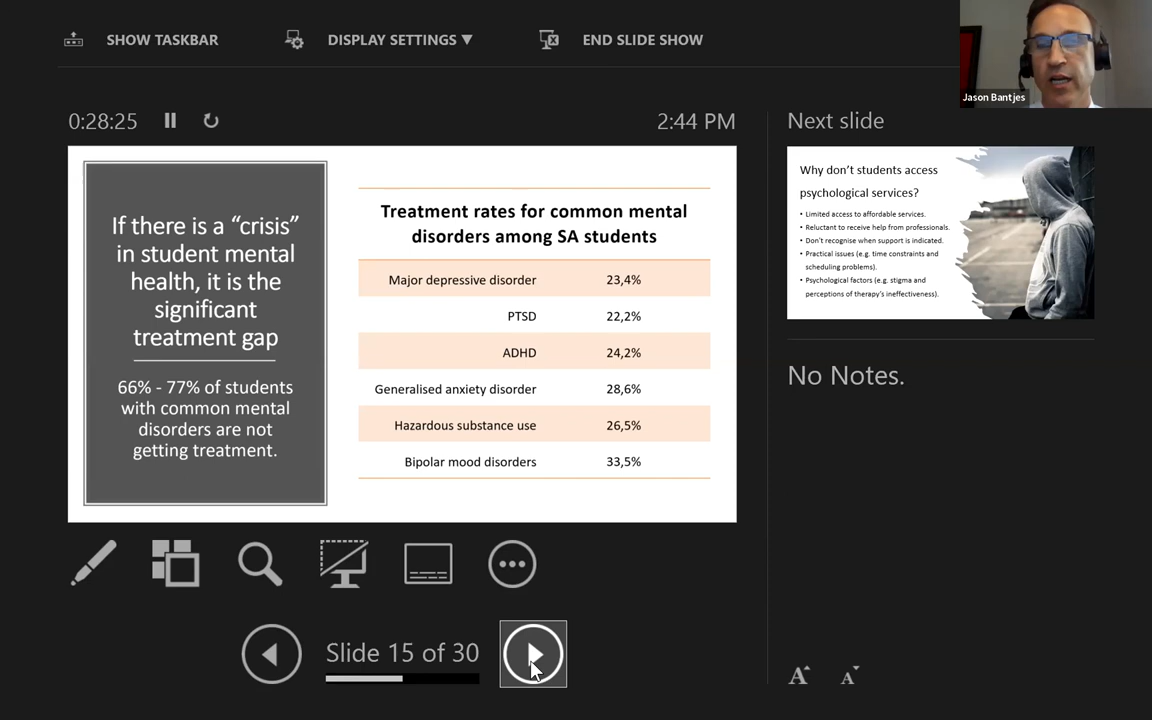 SHOW TASKBAR
DISPLAY SETTINGS ▼
END SLIDE SHOW
Jason Bantjes
0:28:25
2:44 PM
Next slide
If there is a “crisis”
in student mental
health, it is the
significant
treatment gap
66% - 77% of students
with common mental
disorders are not
getting treatment.
Treatment rates for common mental
disorders among SA students
Major depressive disorder 23,4%
PTSD 22,2%
ADHD 24,2%
Generalised anxiety disorder 28,6%
Hazardous substance use 26,5%
Bipolar mood disorders 33,5%
Why don’t students access
psychological services?
• Limited access to affordable services.
• Reluctant to receive help from professionals.
• Don’t recognise when support is indicated.
• Practical issues (e.g. time constraints and
scheduling problems).
• Psychological factors (e.g. stigma and
perceptions of therapy’s ineffectiveness).
No Notes.
Slide 15 of 30
A A